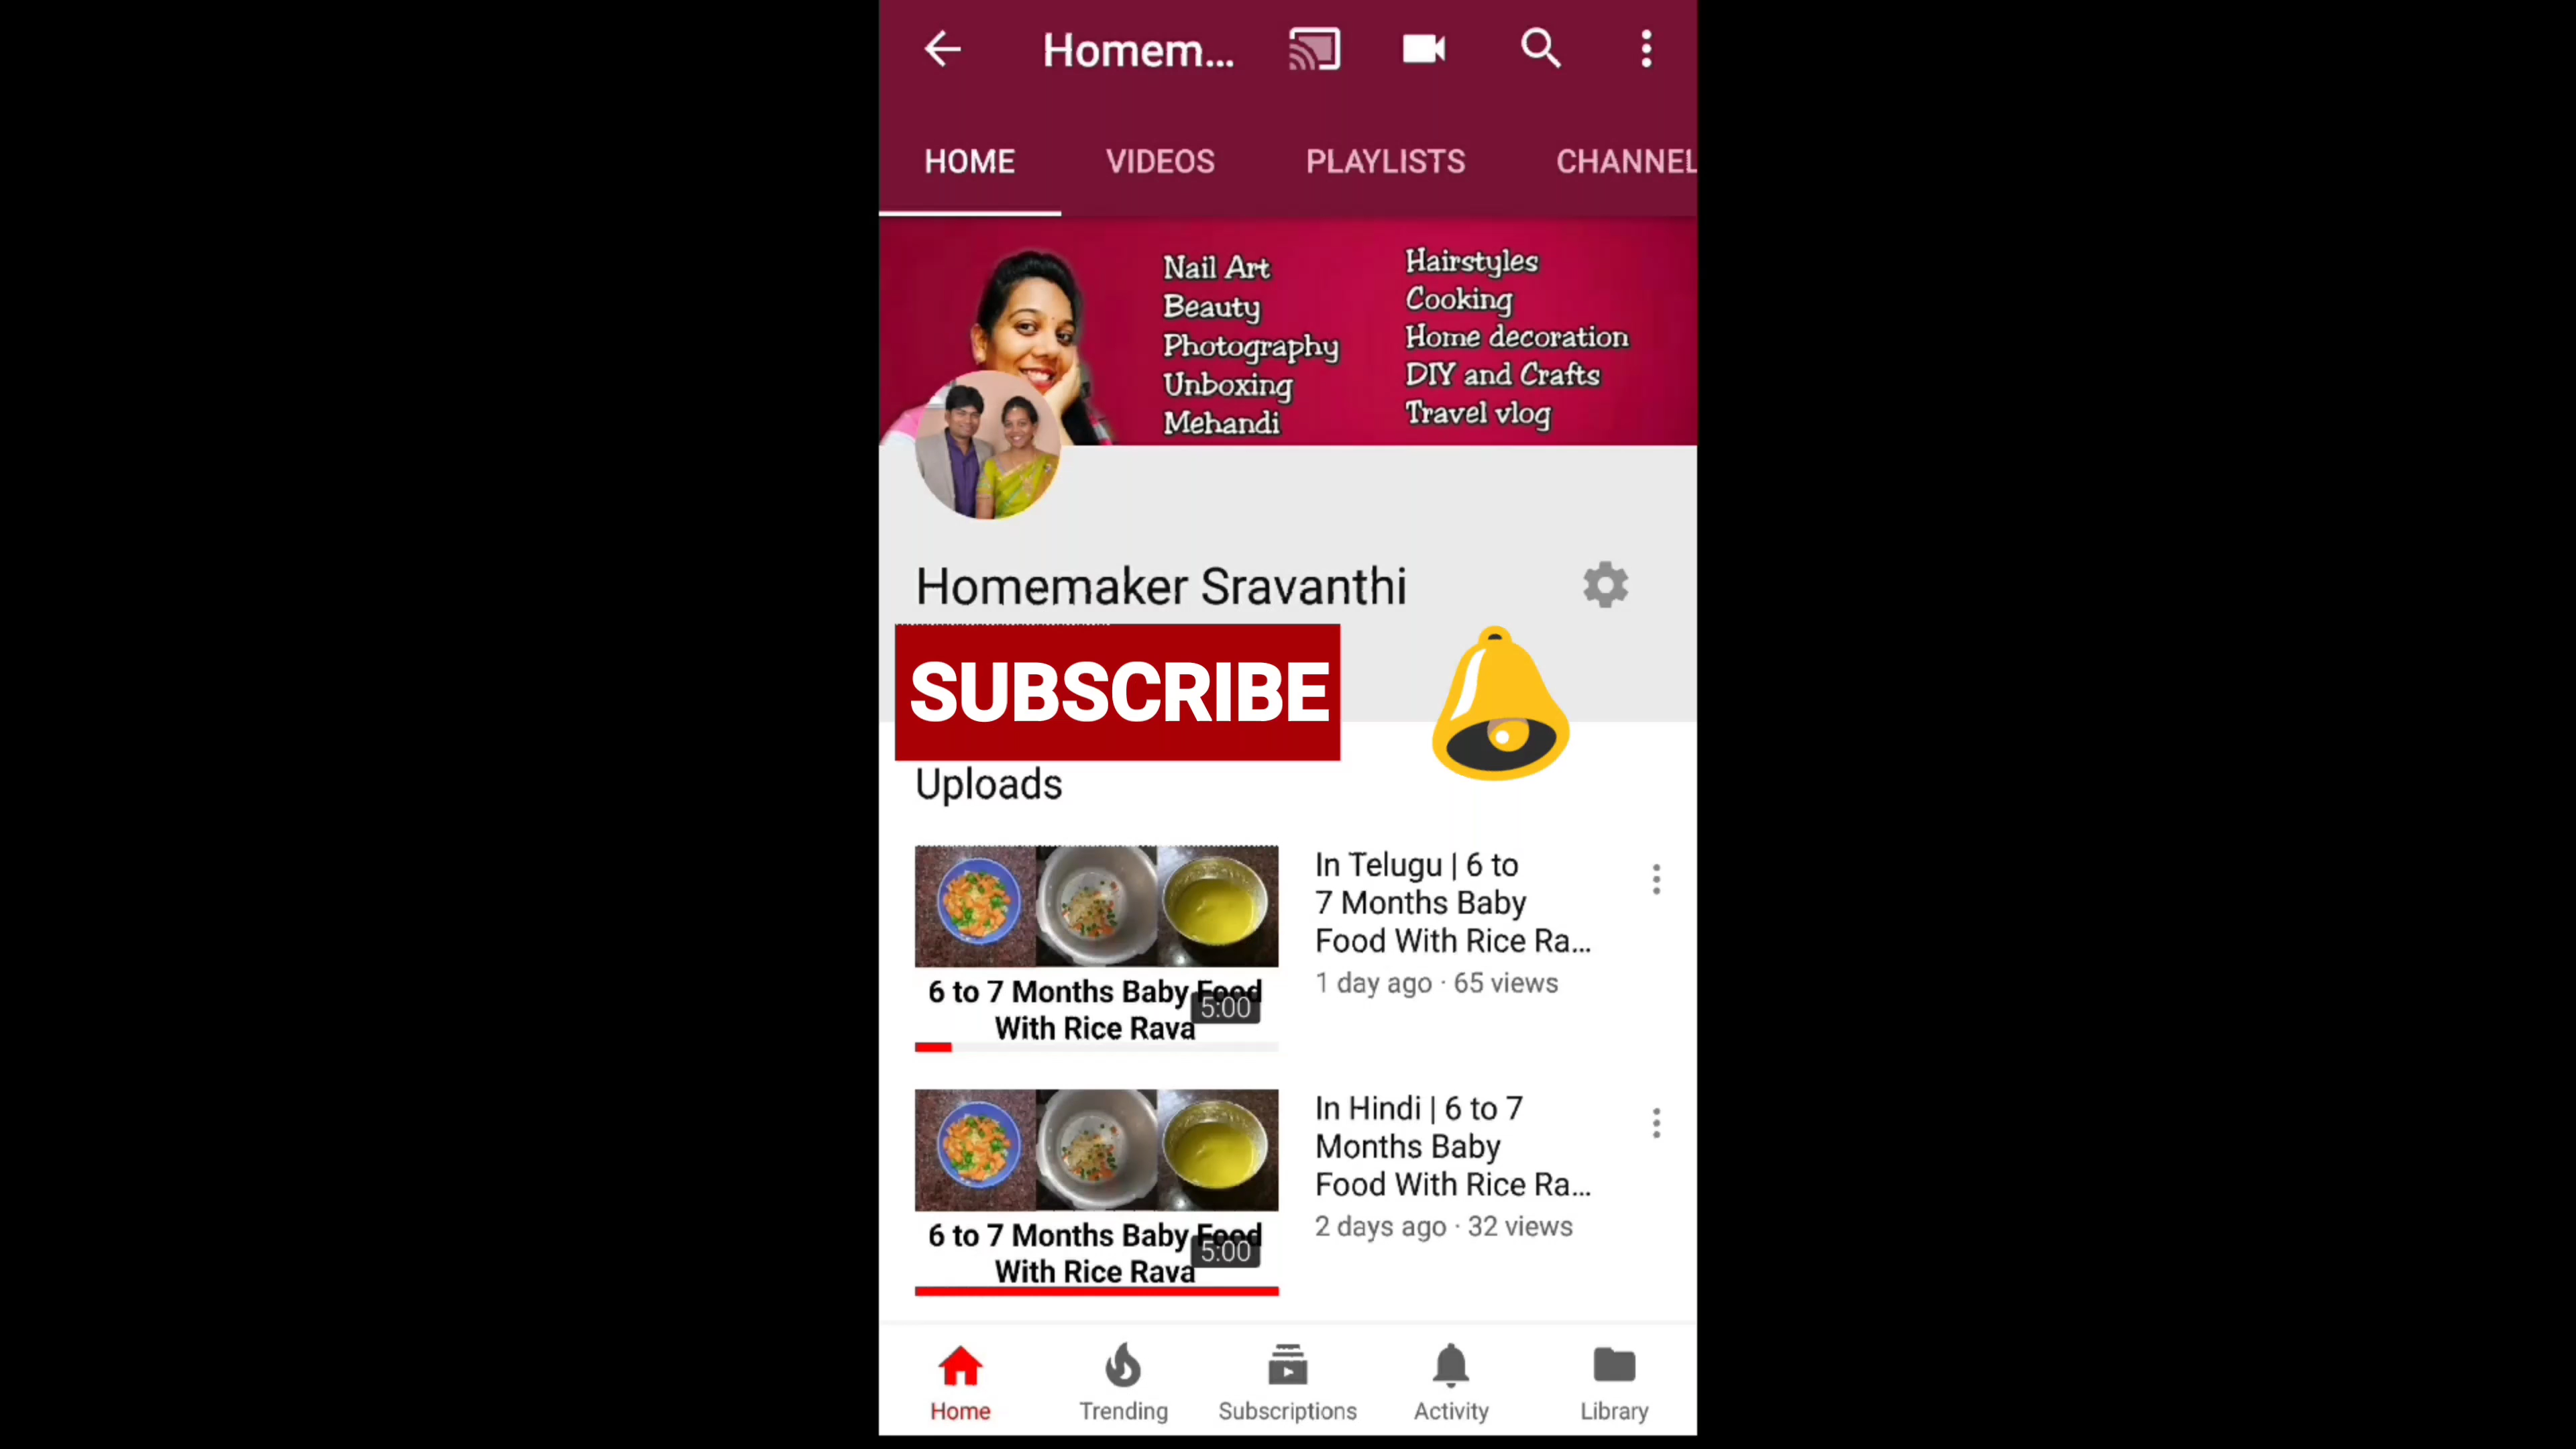 Homem...
HOME VIDEOS PLAYLISTS CHANNEL
Nail Art
Beauty
Photography
Unboxing
Mehandi
Hairstyles
Cooking
Home decoration
DIY and Crafts
Travel vlog
Homemaker Sravanthi
SUBSCRIBE
Uploads
6 to 7 Months Baby Food
With Rice Rava
5:00
In Telugu | 6 to
7 Months Baby
Food With Rice Ra...
1 day ago · 65 views
6 to 7 Months Baby Food
With Rice Rava
5:00
In Hindi | 6 to 7
Months Baby
Food With Rice Ra...
2 days ago · 32 views
Home Trending Subscriptions Activity Library